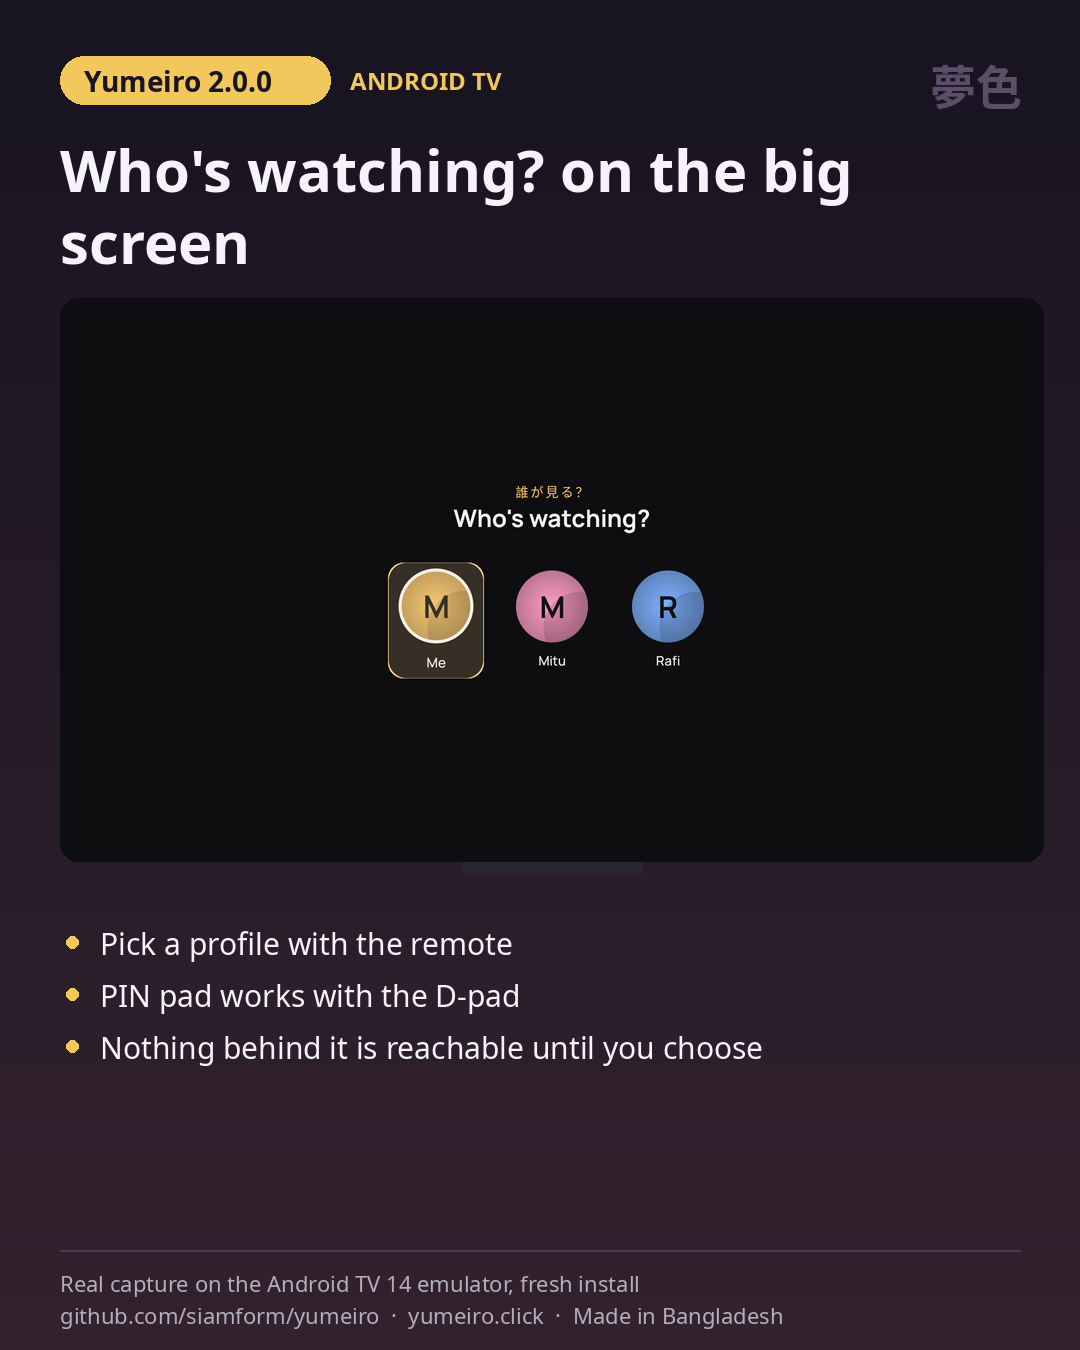 Yumeiro 2.0.0
ANDROID TV
夢色
Who's watching? on the big
screen
誰が見る?
Who's watching?
M
M
R
Me
Mitu
Rafi
Pick a profile with the remote
PIN pad works with the D-pad
Nothing behind it is reachable until you choose
Real capture on the Android TV 14 emulator, fresh install
github.com/siamform/yumeiro · yumeiro.click · Made in Bangladesh